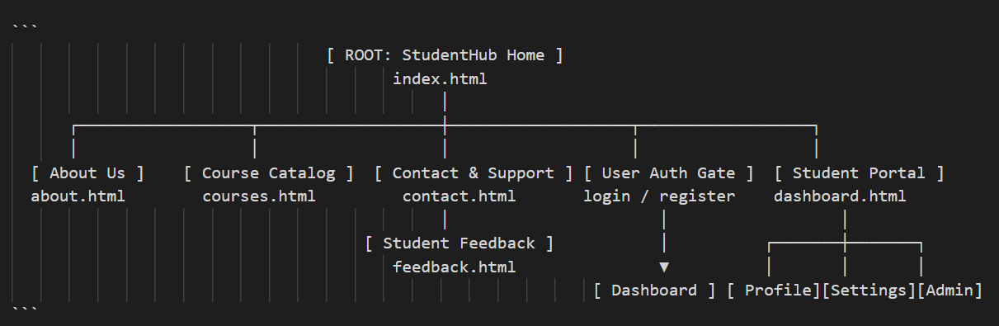 ```
[ ROOT: StudentHub Home ]
index.html
[ About Us ] [ Course Catalog ] [ Contact & Support ] [ User Auth Gate ] [ Student Portal ]
about.html courses.html contact.html login / register dashboard.html
[ Student Feedback ]
feedback.html
[ Dashboard ] [ Profile][Settings][Admin]
```